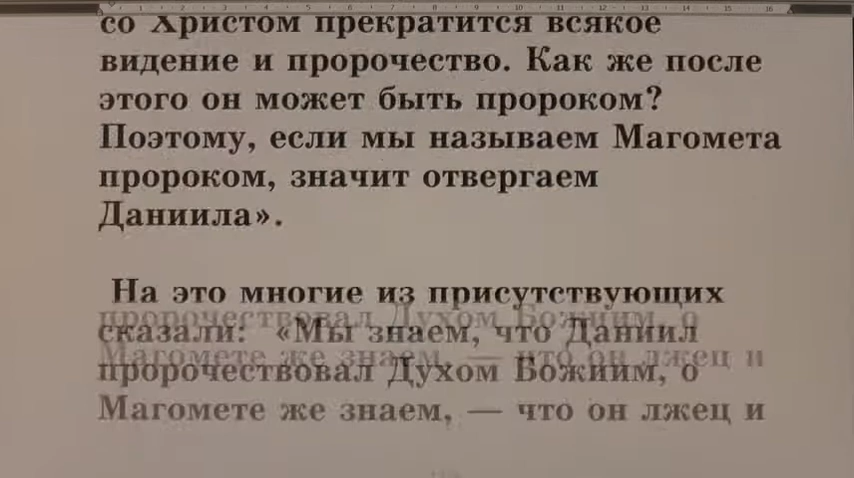 со Христом прекратится всякое
видение и пророчество. Как же после
этого он может быть пророком?
Поэтому, если мы называем Магомета
пророком, значит отвергаем
Даниила».
На это многие из присутствующих
сказали: «Мы знаем, что Даниил
пророчествовал Духом Божиим, о
Магомете же знаем, — что он лжец и